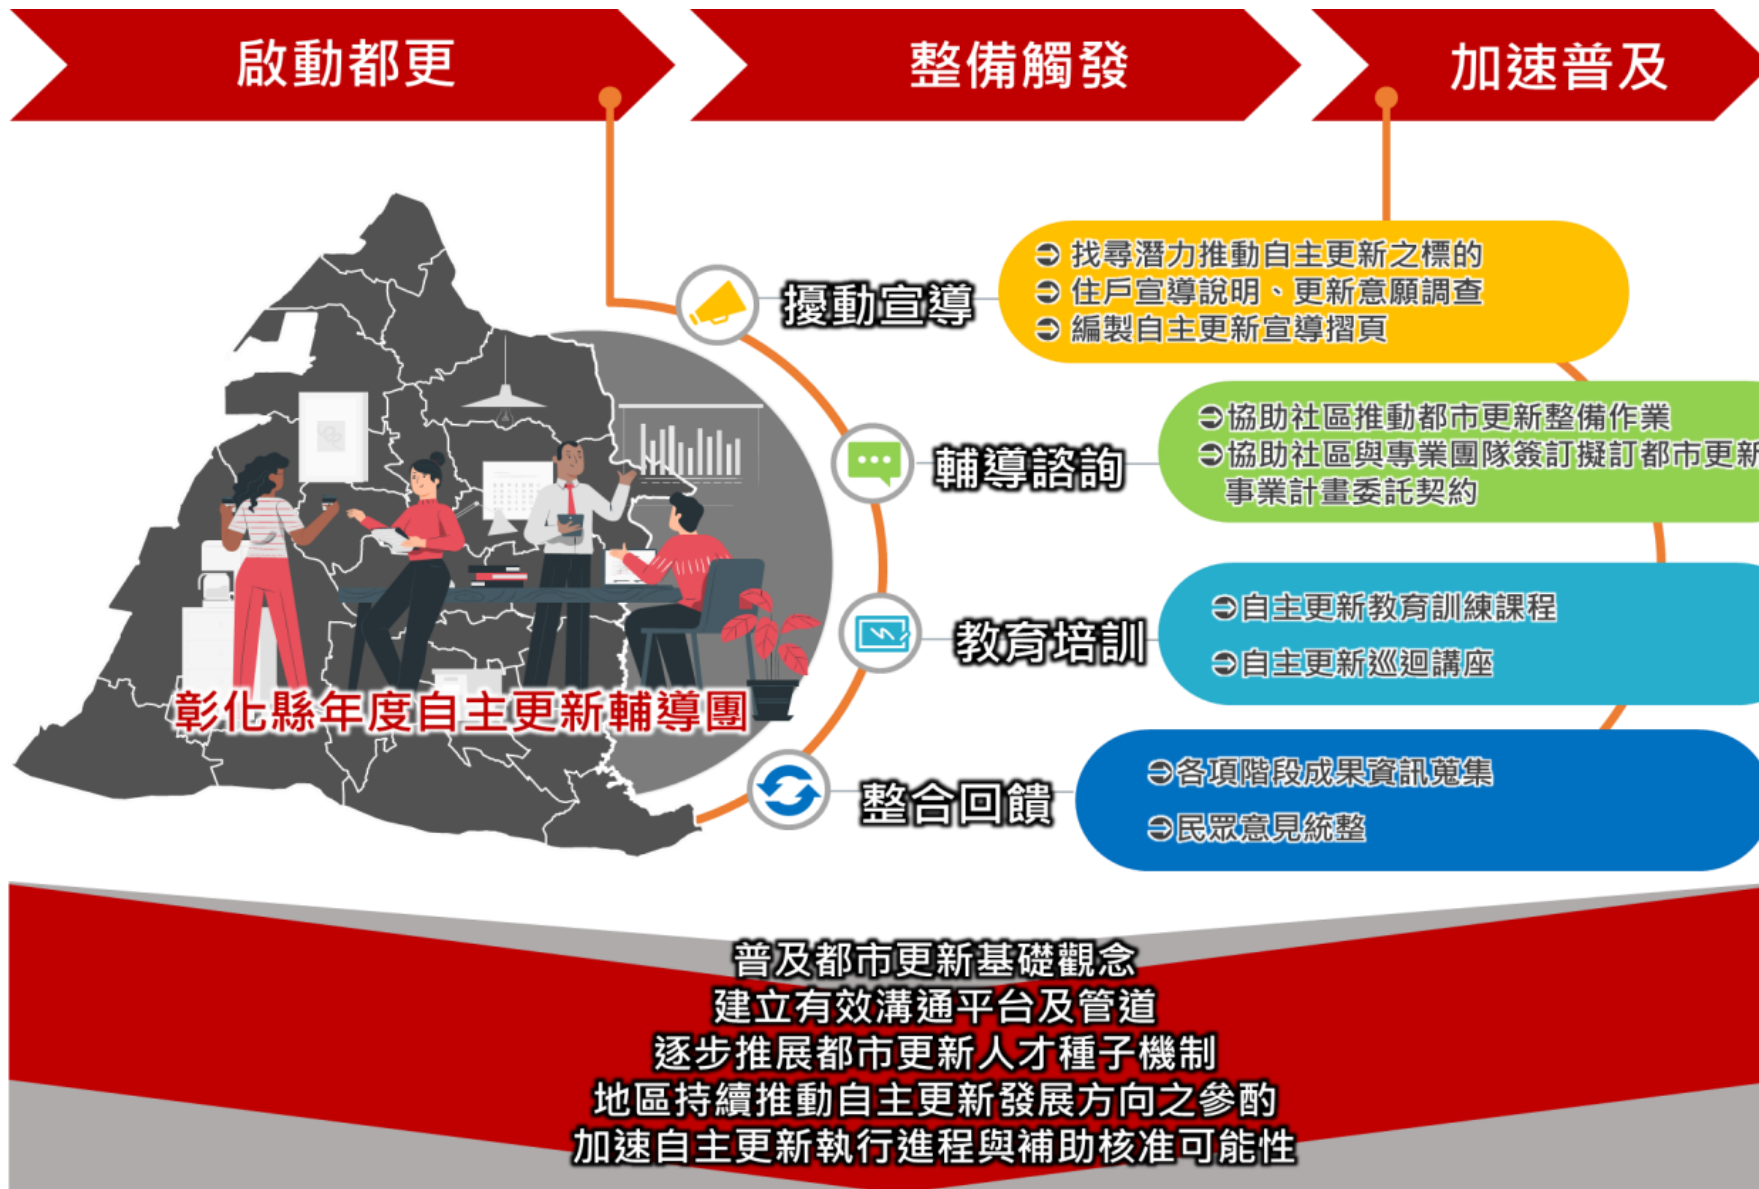 啟動都更
整備觸發
加速普及
擾動宣導
➲ 找尋潛力推動自主更新之標的
➲ 住戶宣導說明、更新意願調查
➲ 編製自主更新宣導摺頁
輔導諮詢
➲協助社區推動都市更新整備作業
➲協助社區與專業團隊簽訂擬訂都市更新
事業計畫委託契約
教育培訓
➲自主更新教育訓練課程
➲自主更新巡迴講座
彰化縣年度自主更新輔導團
整合回饋
➲各項階段成果資訊蒐集
➲民眾意見統整
普及都市更新基礎觀念
建立有效溝通平台及管道
逐步推展都市更新人才種子機制
地區持續推動自主更新發展方向之參酌
加速自主更新執行進程與補助核准可能性